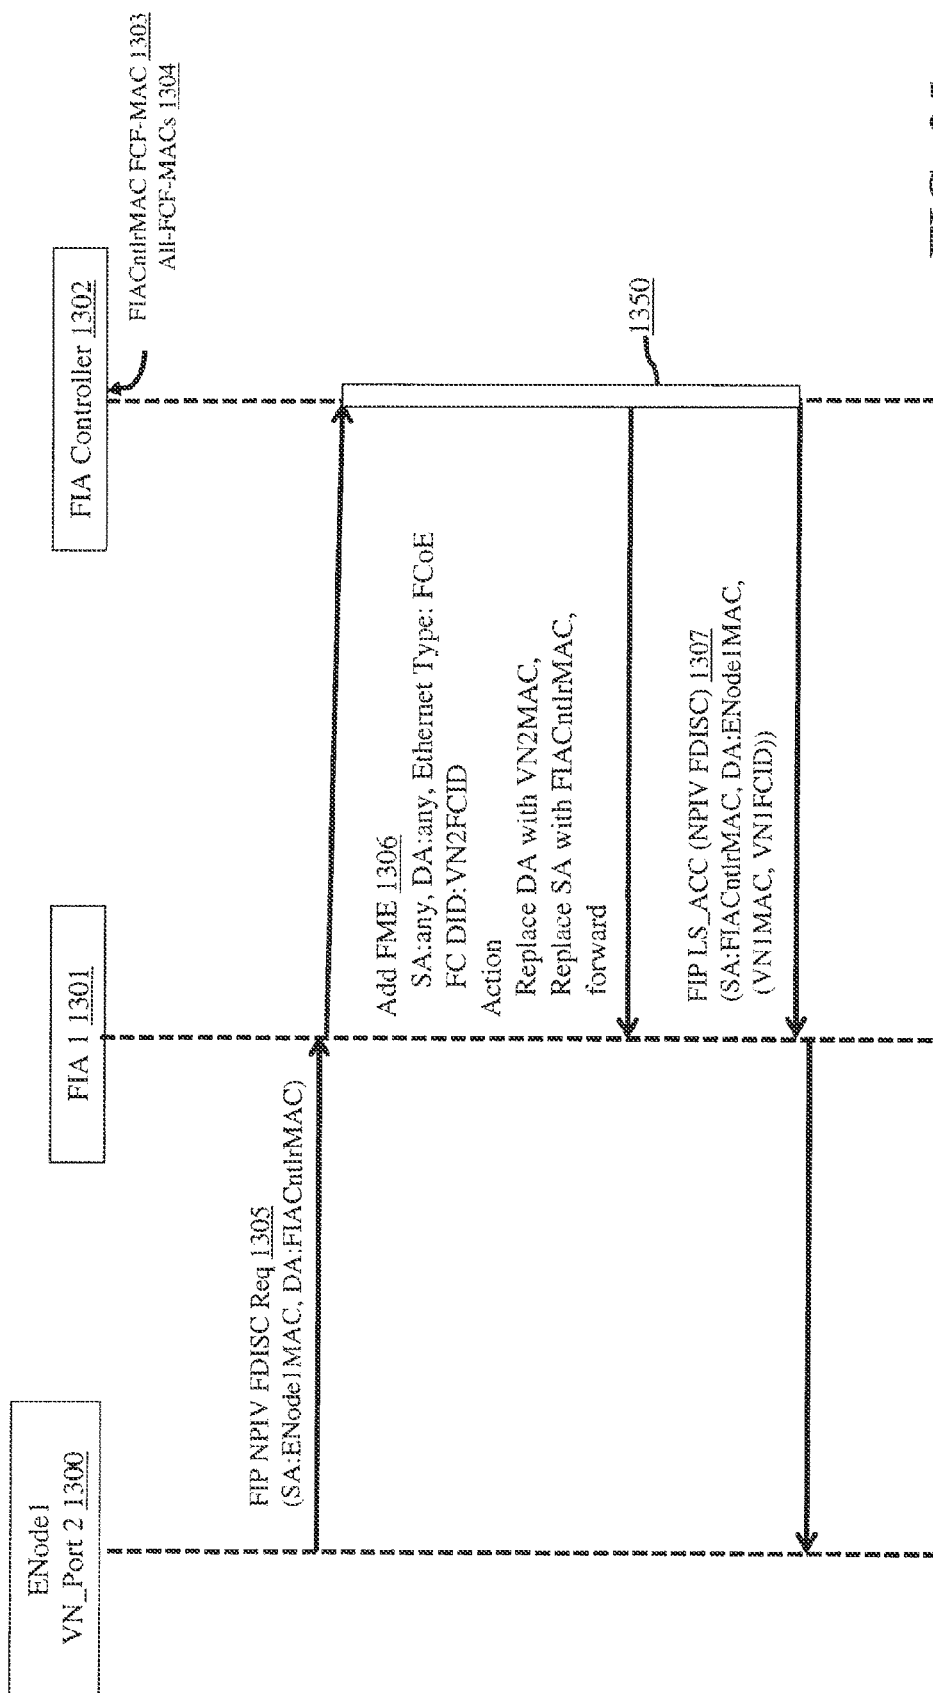 ENode1
VN_Port 2 1300
FIA 1 1301
FIA Controller 1302
FIACntlrMAC FCF-MAC 1303
All-FCF-MACs 1304
FIP NPIV FDISC Req 1305
(SA:ENode1MAC, DA:FIACntlrMAC)
Add FME 1306
SA:any, DA:any, Ethernet Type: FCoE
FC DID:VN2FCID
Action
Replace DA with VN2MAC,
Replace SA with FIACntlrMAC,
forward
1350
FIP LS_ACC (NPIV FDISC) 1307
(SA:FIACntlrMAC, DA:ENode1MAC,
(VN1MAC, VN1FCID))